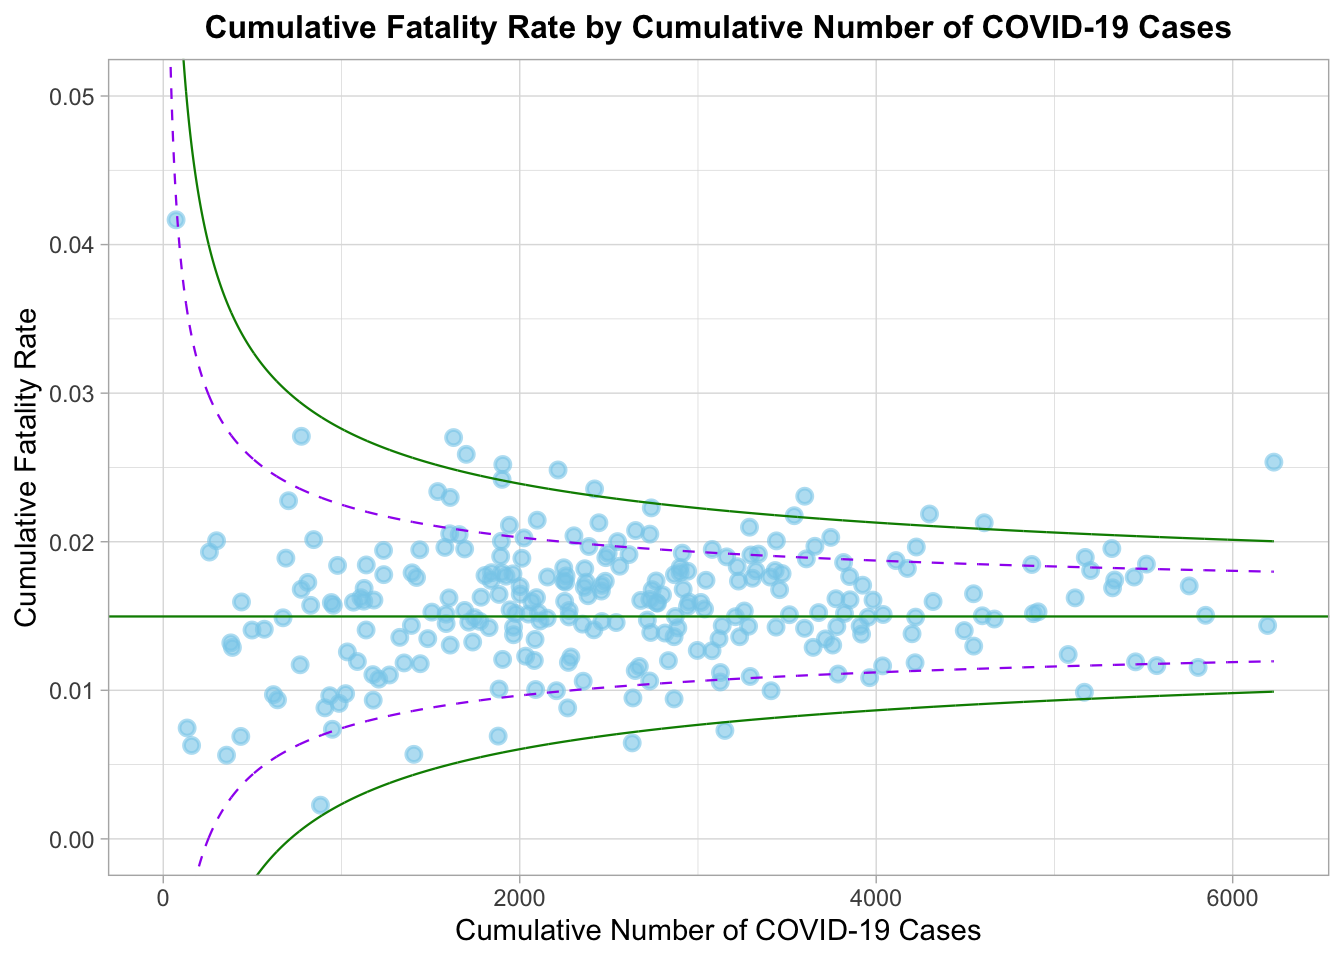 Cumulative Fatality Rate by Cumulative Number of COVID-19 Cases
0.05
0.04
0.03
0.02
0.01
0.00
Cumulative Fatality Rate
0 2000 4000 6000
Cumulative Number of COVID-19 Cases